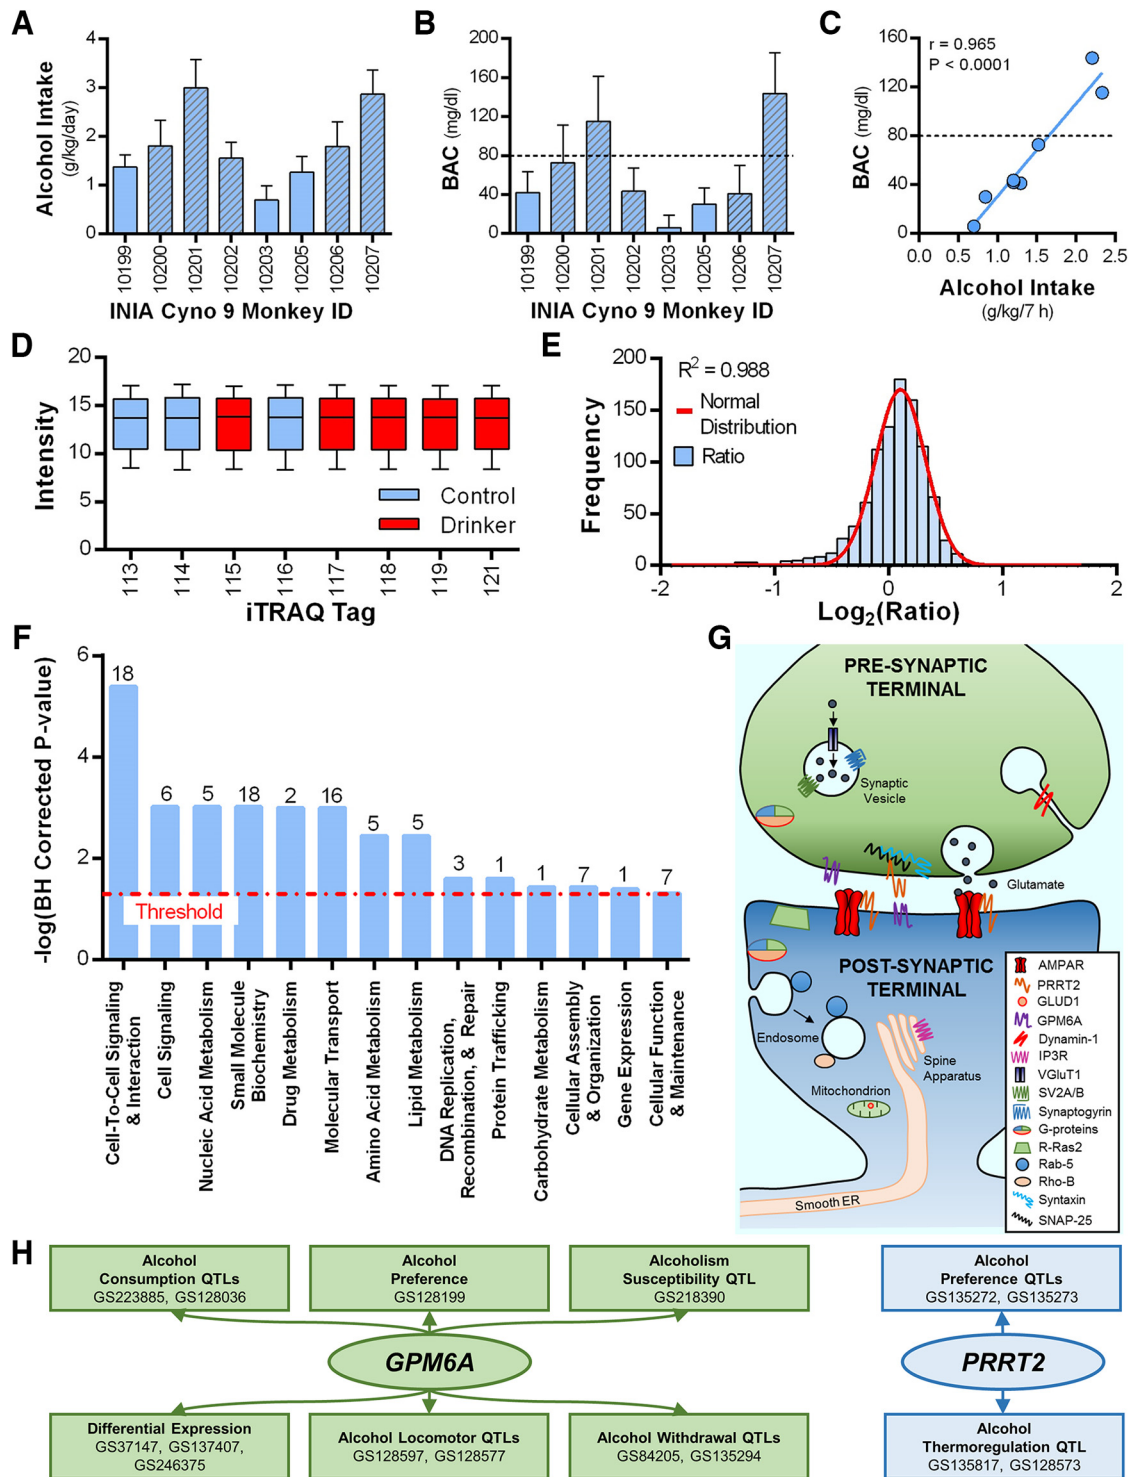 A
Alcohol Intake
(g/kg/day)
4
3
2
1
0
10199
10200
10201
10202
10203
10205
10206
10207
INIA Cyno 9 Monkey ID
B
BAC (mg/dl)
200
160
120
80
40
0
10199
10200
10201
10202
10203
10205
10206
10207
INIA Cyno 9 Monkey ID
C
r = 0.965
P < 0.0001
BAC (mg/dl)
160
120
80
40
0
0.0 0.5 1.0 1.5 2.0 2.5
Alcohol Intake
(g/kg/7 h)
D
Intensity
20
15
10
15
0
Control
Drinker
113
114
115
116
117
118
119
121
iTRAQ Tag
E
Frequency
200
150
100
50
0
R2 = 0.988
Normal
Distribution
Ratio
-2 -1 0 1 2
Log2(Ratio)
F
-log(BH Corrected P-value)
6
4
2
0
18
6
5
18
2
16
5
5
3
1
1
7
1
7
Threshold
Cell-To-Cell Signaling
& Interaction
Cell Signaling
Nucleic Acid Metabolism
Small Molecule
Biochemistry
Drug Metabolism
Molecular Transport
Amino Acid Metabolism
Lipid Metabolism
DNA Replication,
Recombination, & Repair
Protein Trafficking
Carbohydrate Metabolism
Cellular Assembly
& Organization
Gene Expression
Cellular Function
& Maintenance
G
PRE-SYNAPTIC
TERMINAL
Synaptic
Vesicle
Glutamate
POST-SYNAPTIC
TERMINAL
Endosome
Spine
Apparatus
Mitochondrion
Smooth ER
AMPAR
PRRT2
GLUD1
GPM6A
Dynamin-1
IP3R
VGluT1
SV2A/B
Synaptogyrin
G-proteins
R-Ras2
Rab-5
Rho-B
Syntaxin
SNAP-25
H
Alcohol
Consumption QTLs
GS223885, GS128036
Alcohol
Preference
GS128199
Alcoholism
Susceptibility QTL
GS218390
GPM6A
Differential Expression
GS37147, GS137407,
GS246375
Alcohol Locomotor QTLs
GS128597, GS128577
Alcohol Withdrawal QTLs
GS84205, GS135294
Alcohol
Preference QTLs
GS135272, GS135273
PRRT2
Alcohol
Thermoregulation QTL
GS135817, GS128573